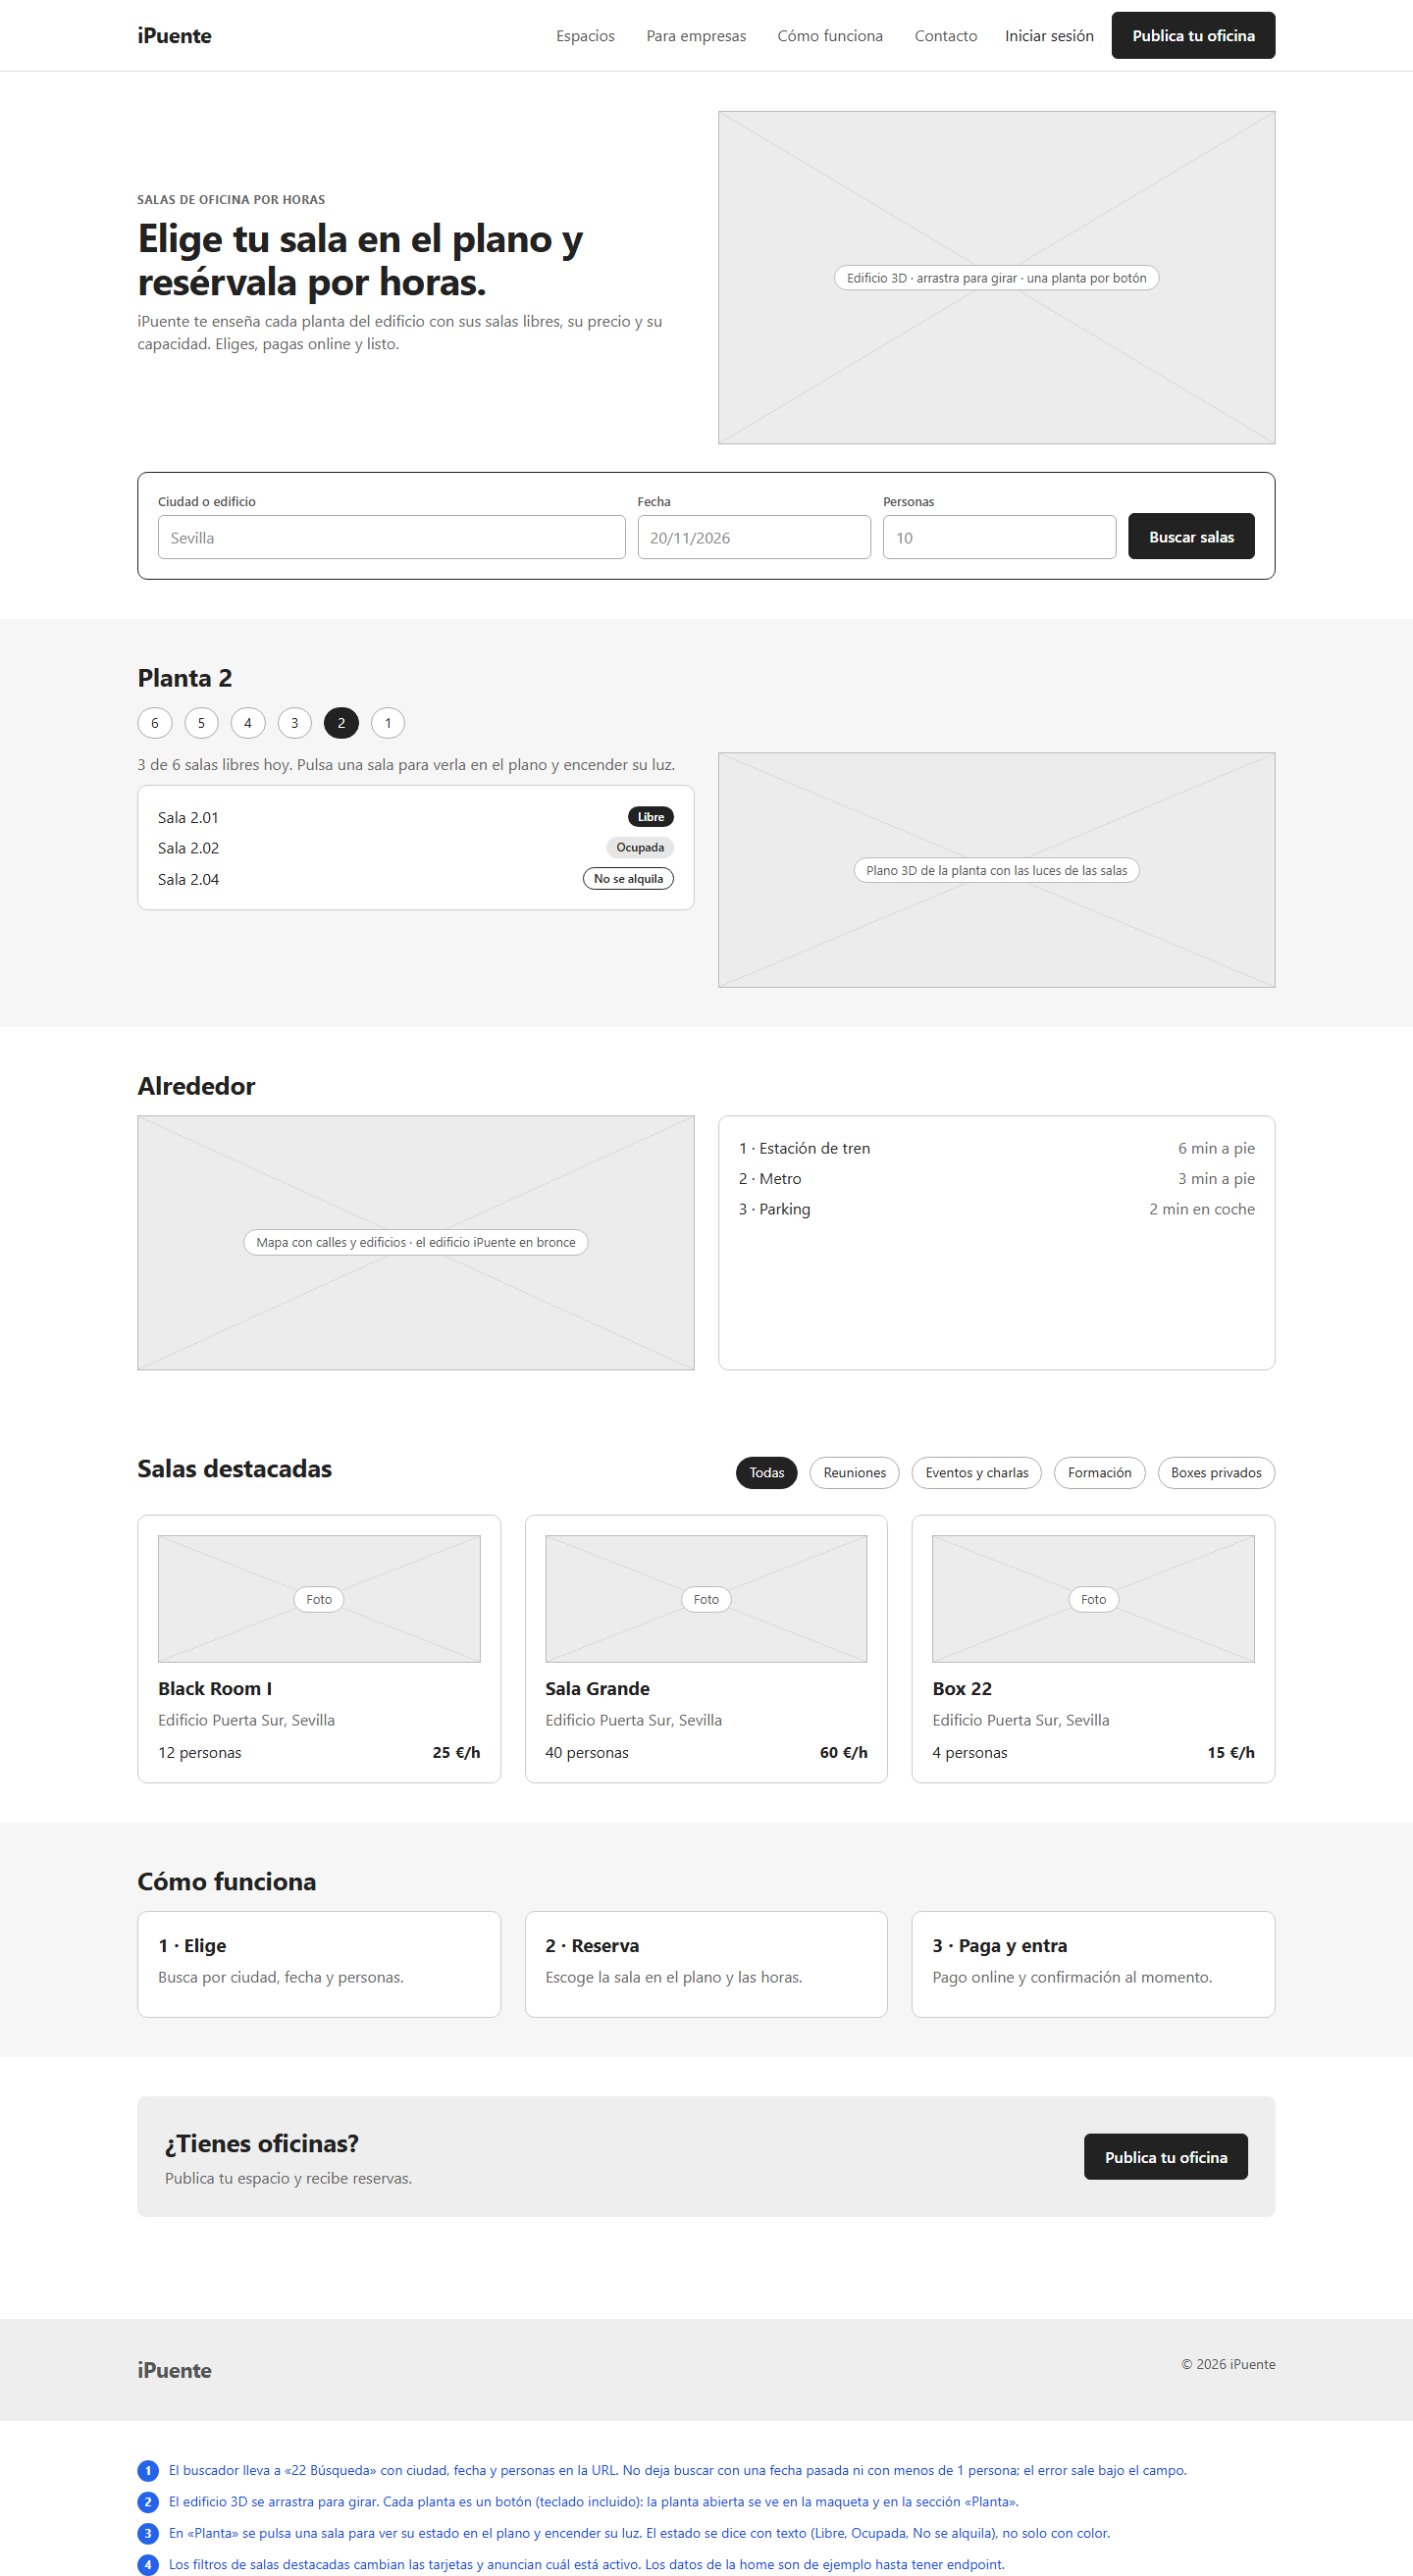 iPuente
Espacios
Para empresas
Cómo funciona
Contacto
Iniciar sesión
Publica tu oficina
SALAS DE OFICINA POR HORAS
Elige tu sala en el plano y
resérvala por horas.
iPuente te enseña cada planta del edificio con sus salas libres, su precio y su
capacidad. Eliges, pagas online y listo.
Edificio 3D · arrastra para girar · una planta por botón
Ciudad o edificio
Sevilla
Fecha
20/11/2026
Personas
10
Buscar salas
Planta 2
6
5
4
3
2
1
3 de 6 salas libres hoy. Pulsa una sala para verla en el plano y encender su luz.
Sala 2.01
Libre
Sala 2.02
Ocupada
Sala 2.04
No se alquila
Plano 3D de la planta con las luces de las salas
Alrededor
Mapa con calles y edificios · el edificio iPuente en bronce
1 · Estación de tren
6 min a pie
2 · Metro
3 min a pie
3 · Parking
2 min en coche
Salas destacadas
Todas
Reuniones
Eventos y charlas
Formación
Boxes privados
Foto
Black Room I
Edificio Puerta Sur, Sevilla
12 personas
25 €/h
Foto
Sala Grande
Edificio Puerta Sur, Sevilla
40 personas
60 €/h
Foto
Box 22
Edificio Puerta Sur, Sevilla
4 personas
15 €/h
Cómo funciona
1 · Elige
Busca por ciudad, fecha y personas.
2 · Reserva
Escoge la sala en el plano y las horas.
3 · Paga y entra
Pago online y confirmación al momento.
¿Tienes oficinas?
Publica tu espacio y recibe reservas.
Publica tu oficina
iPuente
© 2026 iPuente
1 El buscador lleva a «22 Búsqueda» con ciudad, fecha y personas en la URL. No deja buscar con una fecha pasada ni con menos de 1 persona; el error sale bajo el campo.
2 El edificio 3D se arrastra para girar. Cada planta es un botón (teclado incluido): la planta abierta se ve en la maqueta y en la sección «Planta».
3 En «Planta» se pulsa una sala para ver su estado en el plano y encender su luz. El estado se dice con texto (Libre, Ocupada, No se alquila), no solo con color.
4 Los filtros de salas destacadas cambian las tarjetas y anuncian cuál está activo. Los datos de la home son de ejemplo hasta tener endpoint.